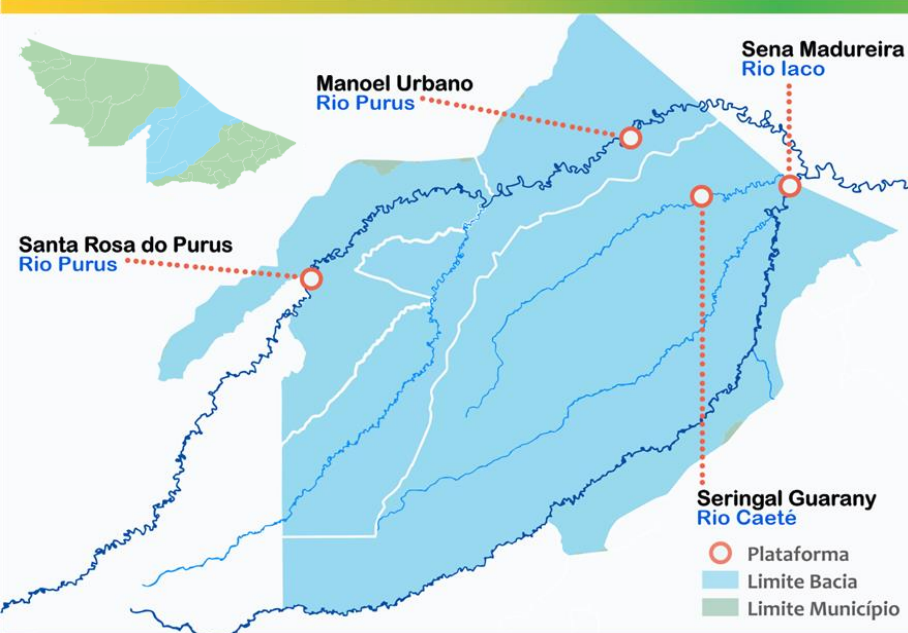 Sena Madureira
Rio Iaco
Manoel Urbano
Rio Purus
Santa Rosa do Purus
Rio Purus
Seringal Guarany
Rio Caeté
Plataforma
Limite Bacia
Limite Município